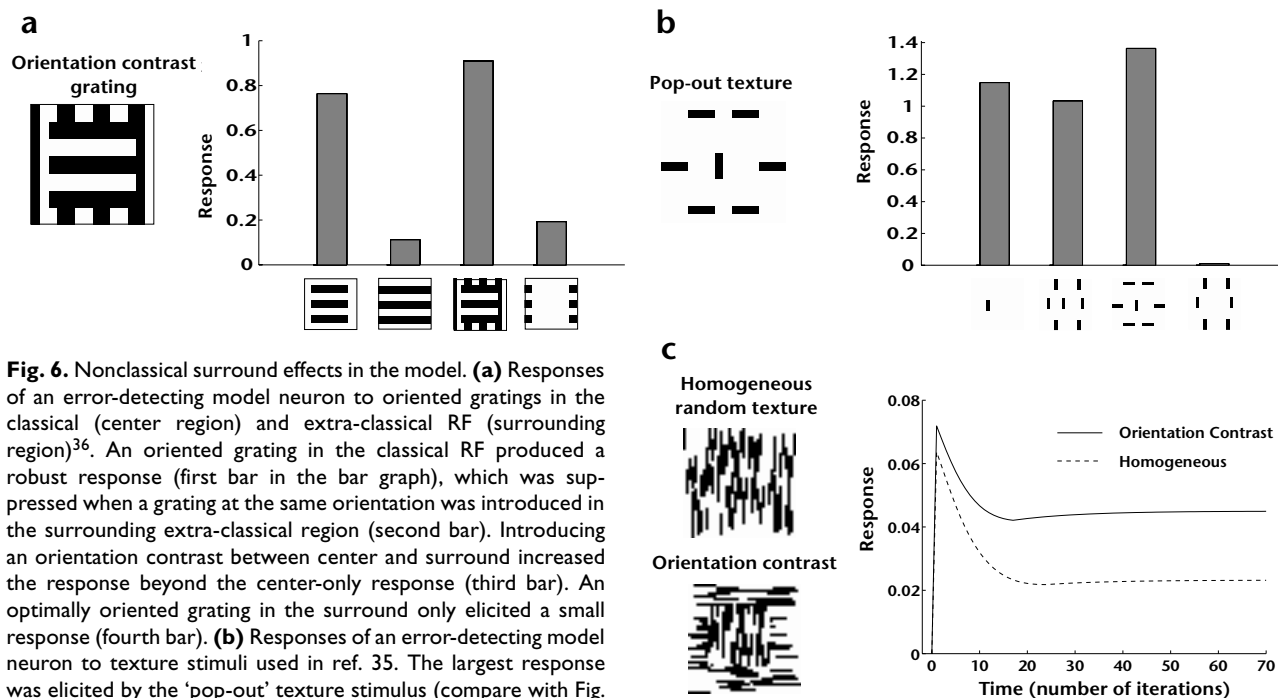 a
Orientation contrast
grating
Response
1
0.8
0.6
0.4
0.2
0
b
Pop-out texture
Response
1.4
1.2
1
0.8
0.6
0.4
0.2
0
Fig. 6. Nonclassical surround effects in the model. (a) Responses
of an error-detecting model neuron to oriented gratings in the
classical (center region) and extra-classical RF (surrounding
region)36. An oriented grating in the classical RF produced a
robust response (first bar in the bar graph), which was sup-
pressed when a grating at the same orientation was introduced in
the surrounding extra-classical region (second bar). Introducing
an orientation contrast between center and surround increased
the response beyond the center-only response (third bar). An
optimally oriented grating in the surround only elicited a small
response (fourth bar). (b) Responses of an error-detecting model
neuron to texture stimuli used in ref. 35. The largest response
was elicited by the ‘pop-out’ texture stimulus (compare with Fig.
c
Homogeneous
random texture
Orientation contrast
Response
0.08
0.06
0.04
0.02
0
Orientation Contrast
Homogeneous
0 10 20 30 40 50 60 70
Time (number of iterations)